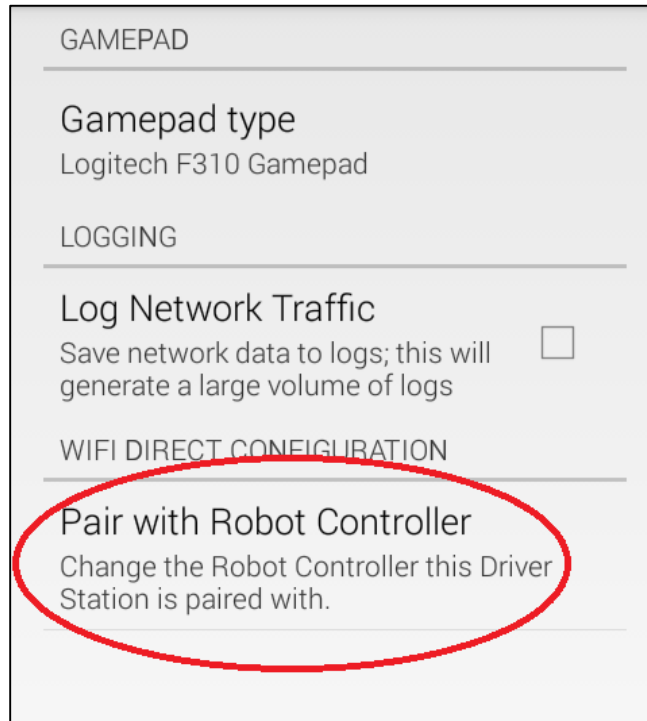 GAMEPAD
Gamepad type
Logitech F310 Gamepad
LOGGING
Log Network Traffic
Save network data to logs; this will
generate a large volume of logs
WIFI DIRECT CONFIGURATION
Pair with Robot Controller
Change the Robot Controller this Driver
Station is paired with.